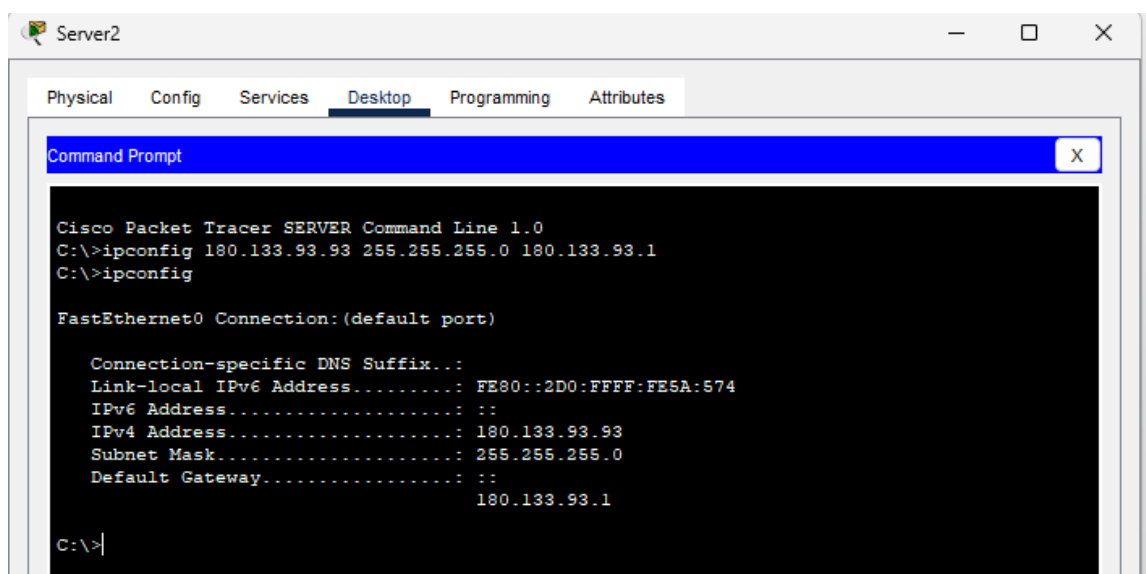 Server2
Physical Config Services Desktop Programming Attributes
Command Prompt
X
Cisco Packet Tracer SERVER Command Line 1.0
C:\>ipconfig 180.133.93.93 255.255.255.0 180.133.93.1
C:\>ipconfig
FastEthernet0 Connection:(default port)
Connection-specific DNS Suffix..:
Link-local IPv6 Address.........: FE80::2D0:FFFF:FE5A:574
IPv6 Address....................: ::
IPv4 Address....................: 180.133.93.93
Subnet Mask.....................: 255.255.255.0
Default Gateway.................: ::
180.133.93.1
C:\>